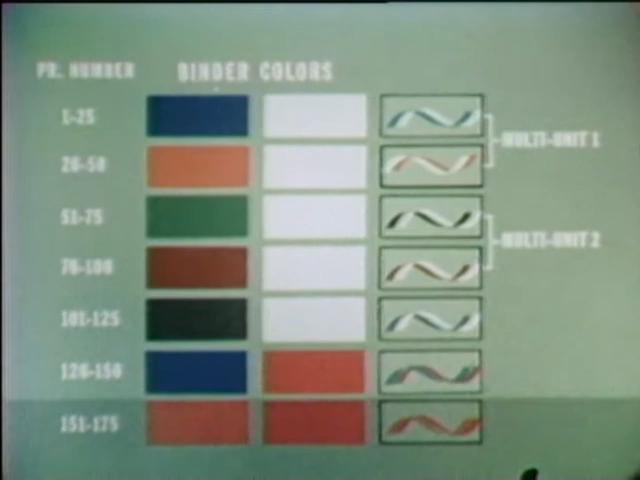 PR. NUMBER BINDER COLORS
1-25
MULTI-UNIT 1
26-50
51-75
MULTI-UNIT 2
76-100
101-125
126-150
151-175